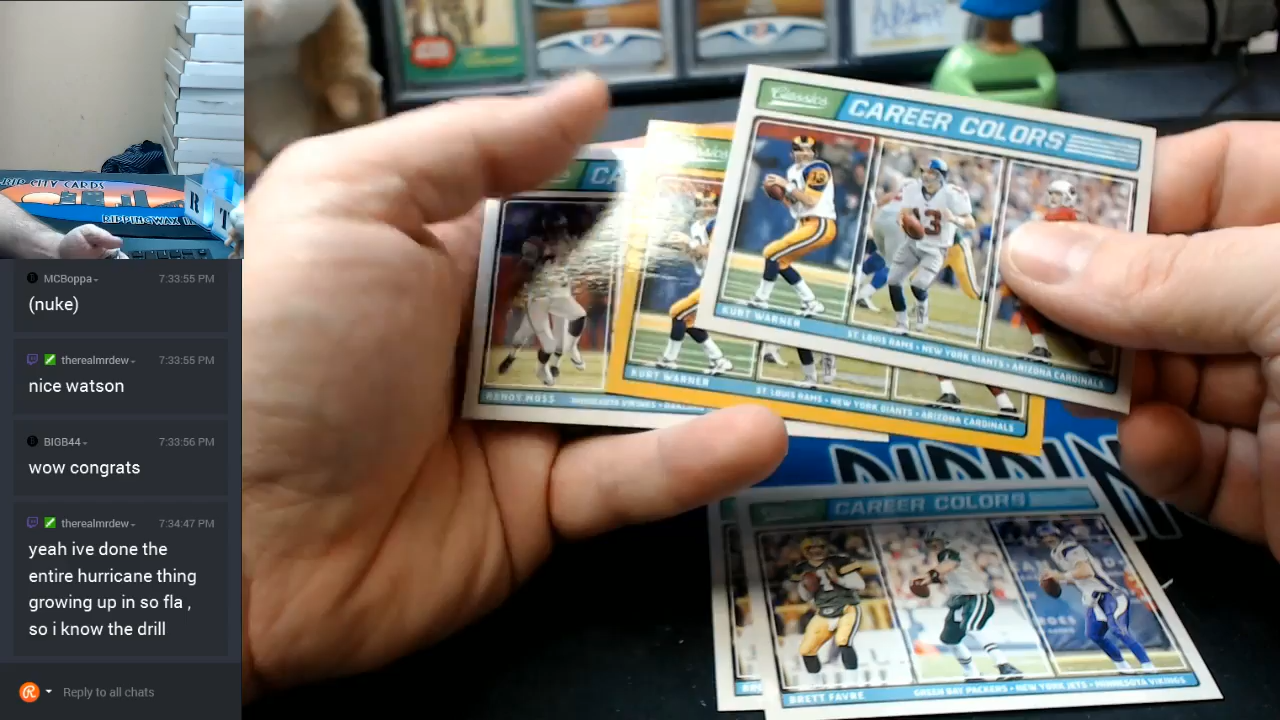 RIP CITY CARDS
RIPPINGWAX
R
T
MCBoppa
7:33:55 PM
(nuke)
therealmrdew
7:33:55 PM
nice watson
BIGB44
7:33:56 PM
wow congrats
therealmrdew
7:34:47 PM
yeah ive done the
entire hurricane thing
growing up in so fla ,
so i know the drill
Reply to all chats
Classics
CAREER COLORS
KURT WARNER
ST. LOUIS RAMS • NEW YORK GIANTS • ARIZONA CARDINALS
KURT WARNER
ST. LOUIS RAMS • NEW YORK GIANTS • ARIZONA CARDINALS
RANDY MOSS
MINNESOTA VIKINGS •
CAREER COLORS
BRETT FAVRE
GREEN BAY PACKERS • NEW YORK JETS • MINNESOTA VIKINGS